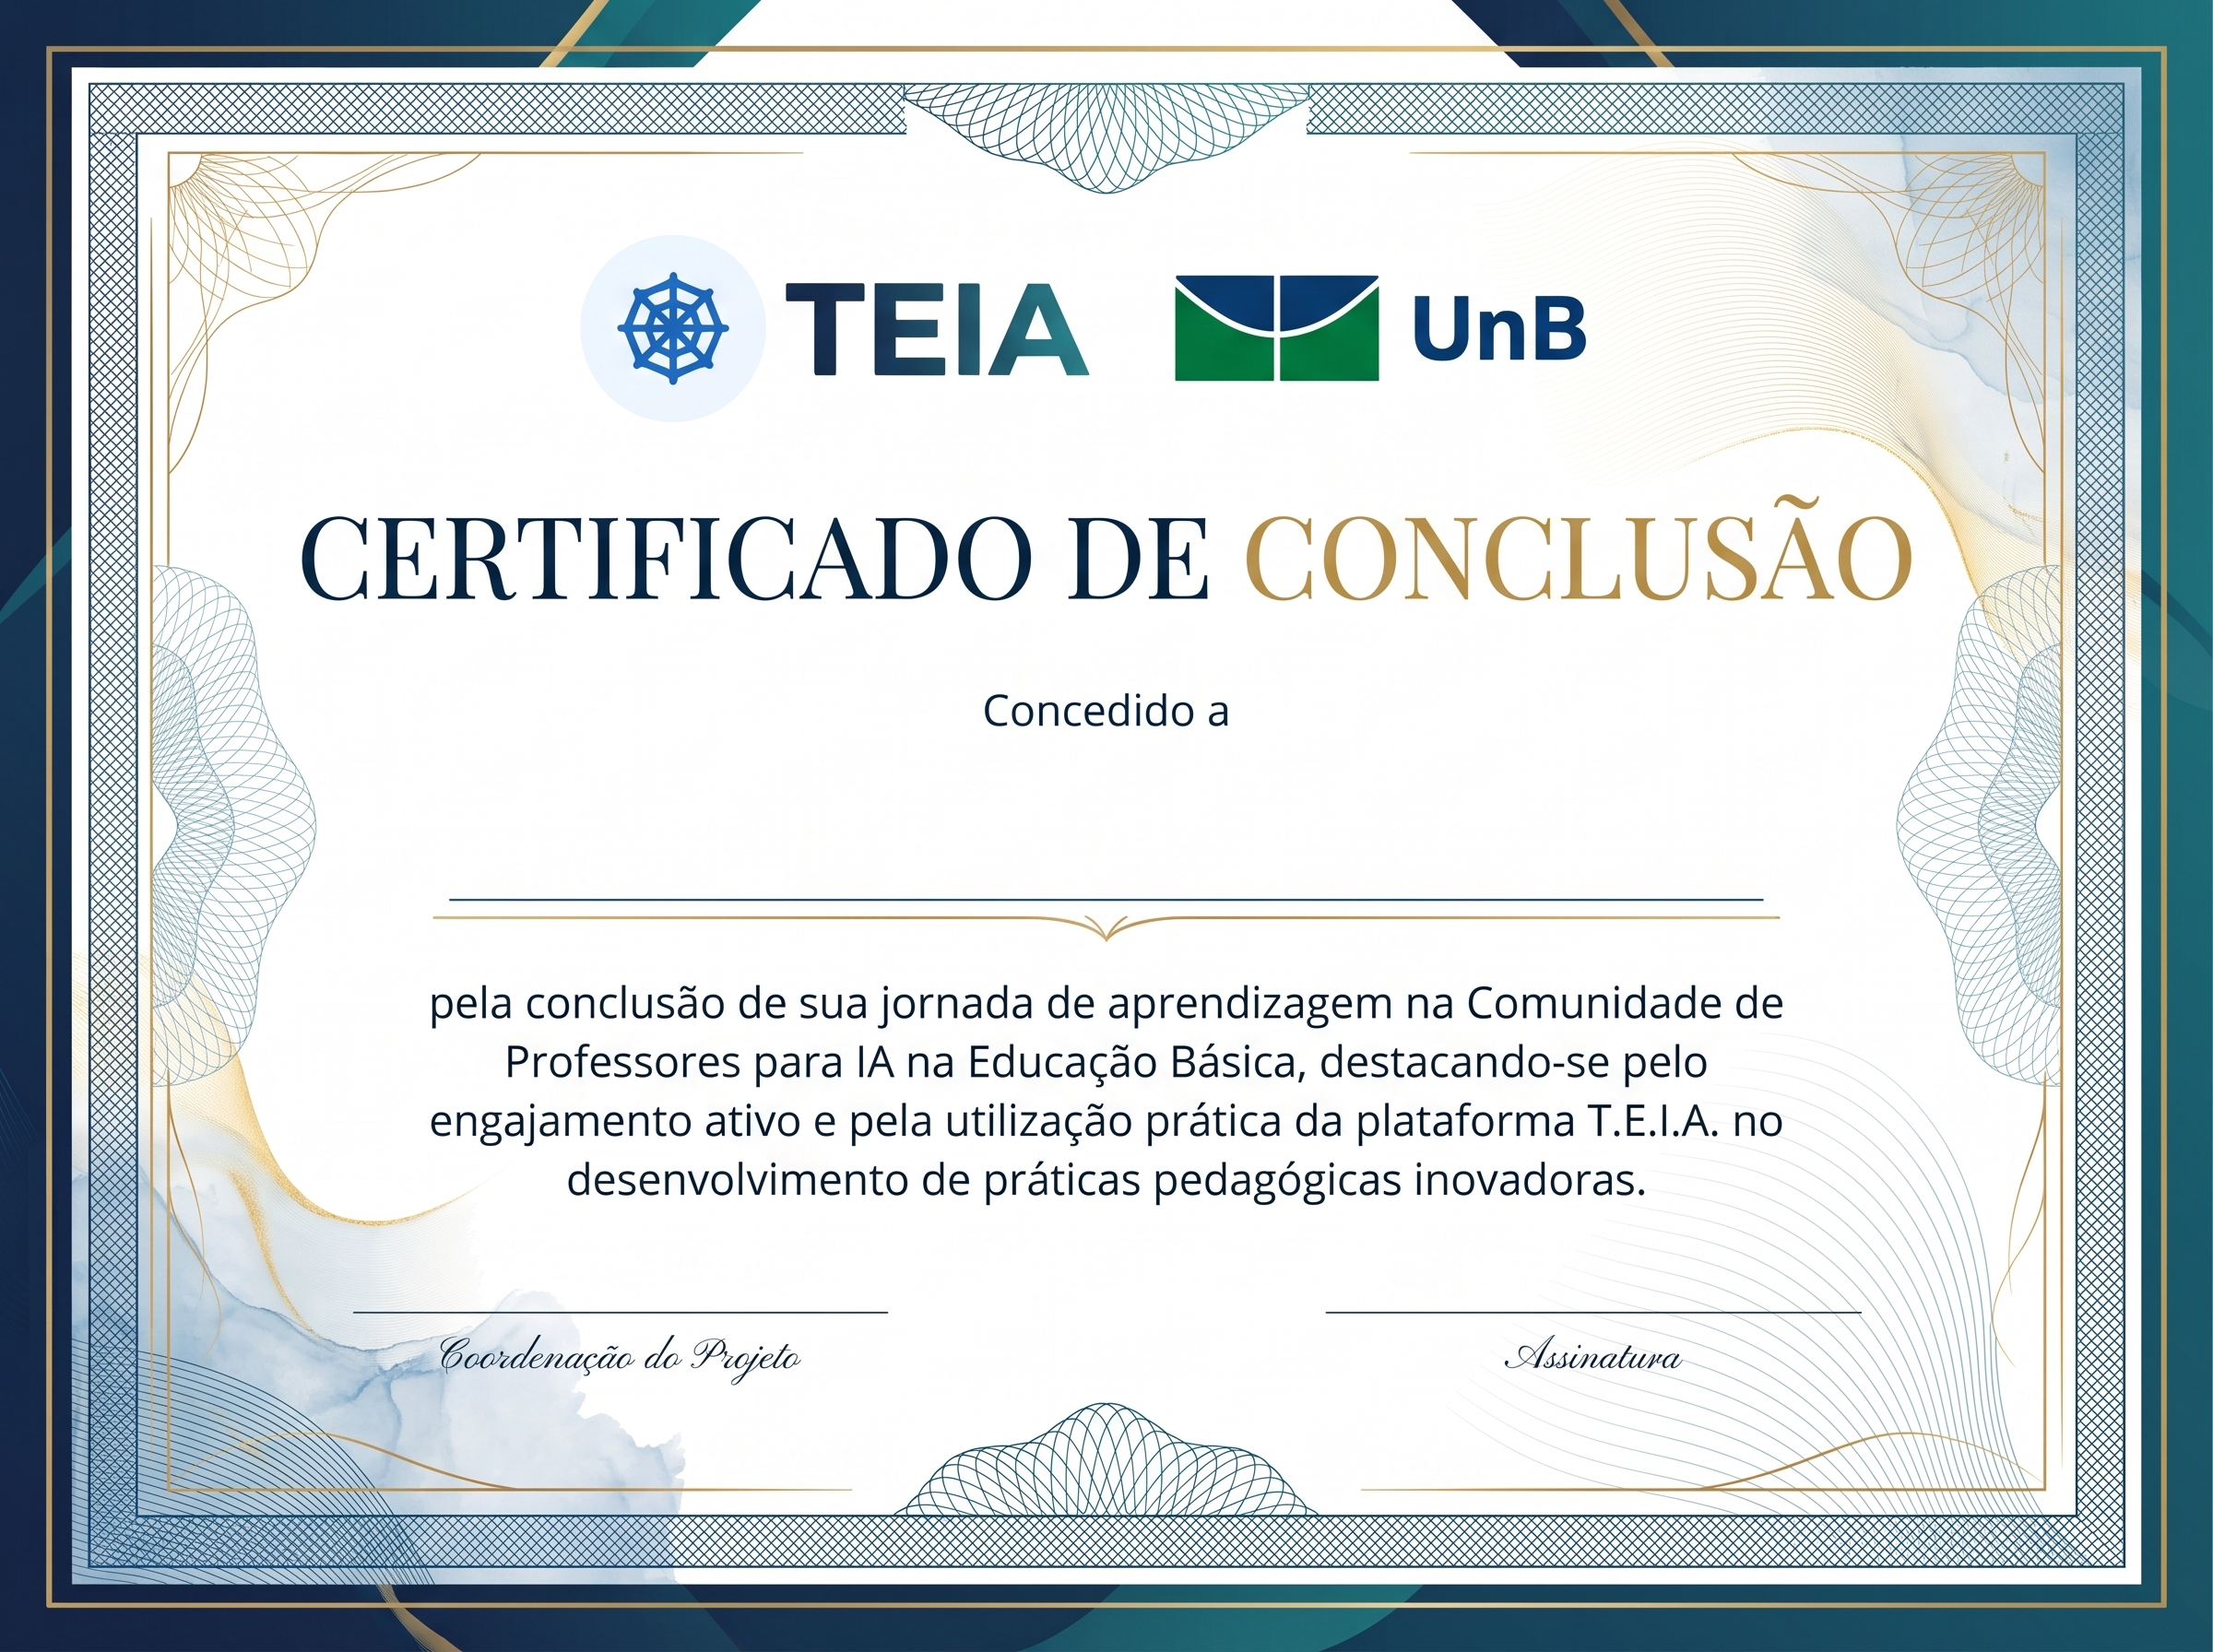 TEIA
UnB
CERTIFICADO DE CONCLUSÃO
Concedido a
pela conclusão de sua jornada de aprendizagem na Comunidade de
Professores para IA na Educação Básica, destacando-se pelo
engajamento ativo e pela utilização prática da plataforma T.E.I.A. no
desenvolvimento de práticas pedagógicas inovadoras.
Coordenação do Projeto
Assinatura